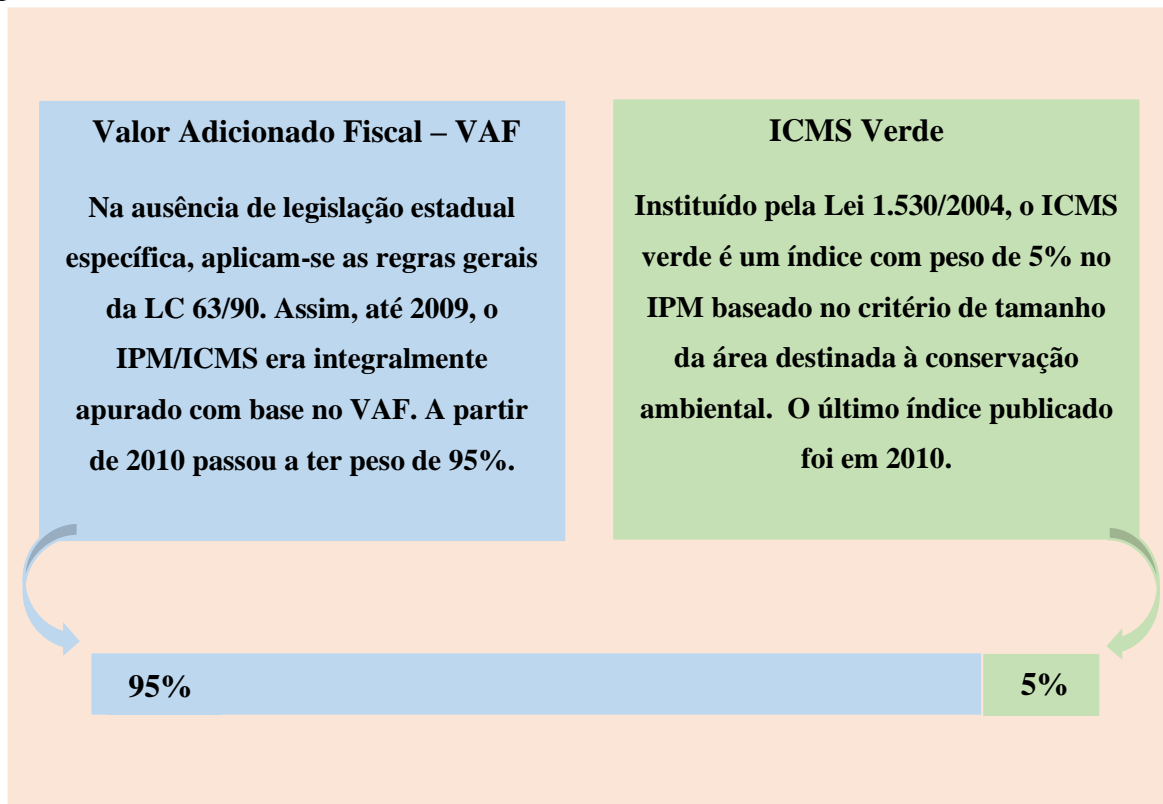 Valor Adicionado Fiscal – VAF
Na ausência de legislação estadual
específica, aplicam-se as regras gerais
da LC 63/90. Assim, até 2009, o
IPM/ICMS era integralmente
apurado com base no VAF. A partir
de 2010 passou a ter peso de 95%.
ICMS Verde
Instituído pela Lei 1.530/2004, o ICMS
verde é um índice com peso de 5% no
IPM baseado no critério de tamanho
da área destinada à conservação
ambiental. O último índice publicado
foi em 2010.
95%
5%